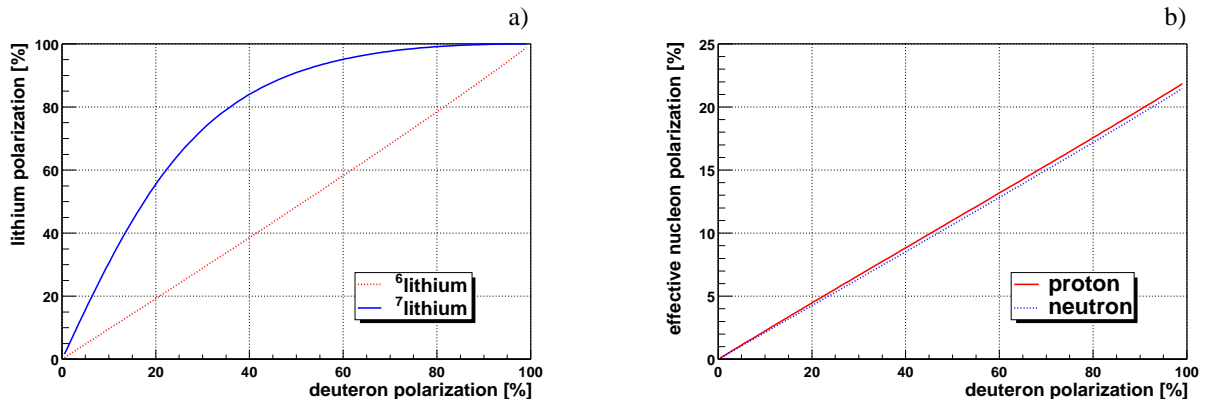 a)
lithium polarization [%]
100
80
60
40
20
0
0 20 40 60 80 100
deuteron polarization [%]
⁶lithium
⁷lithium
b)
effective nucleon polarization [%]
25
20
15
10
5
0
0 20 40 60 80 100
deuteron polarization [%]
proton
neutron